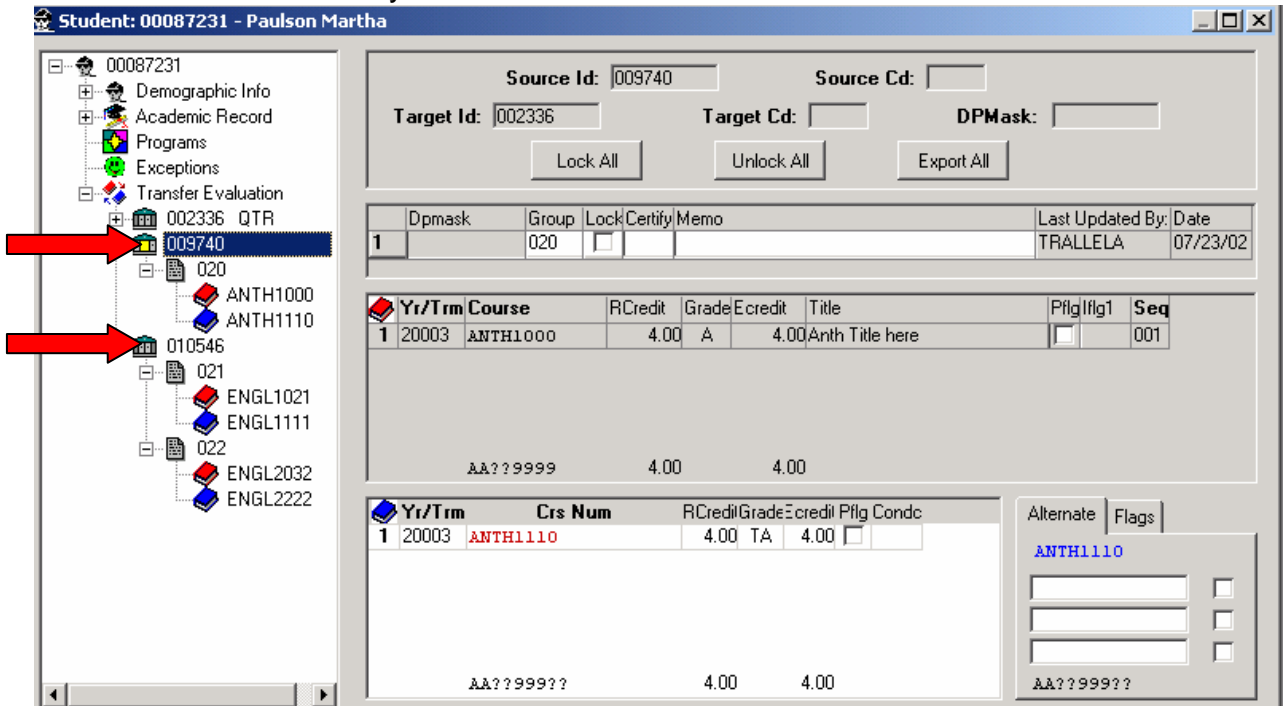 Student: 00087231 - Paulson Martha
00087231
Demographic Info
Academic Record
Programs
Exceptions
Transfer Evaluation
002336 QTR
009740
020
ANTH1000
ANTH1110
010546
021
ENGL1021
ENGL1111
022
ENGL2032
ENGL2222
Source Id: 009740 Source Cd:
Target Id: 002336 Target Cd: DPMask:
Lock All Unlock All Export All
Dpmask Group Lock Certify Memo Last Updated By: Date
1 020 TRALLELA 07/23/02
Yr/Trm Course RCredit Grade Ecredit Title Pflg Iflg1 Seq
1 20003 ANTH1000 4.00 A 4.00 Anth Title here 001
AA??9999 4.00 4.00
Yr/Trm Crs Num RCredit Grade Ecredit Pflg Condc
1 20003 ANTH1110 4.00 TA 4.00
AA??999?? 4.00 4.00
Alternate Flags
ANTH1110
AA??999??